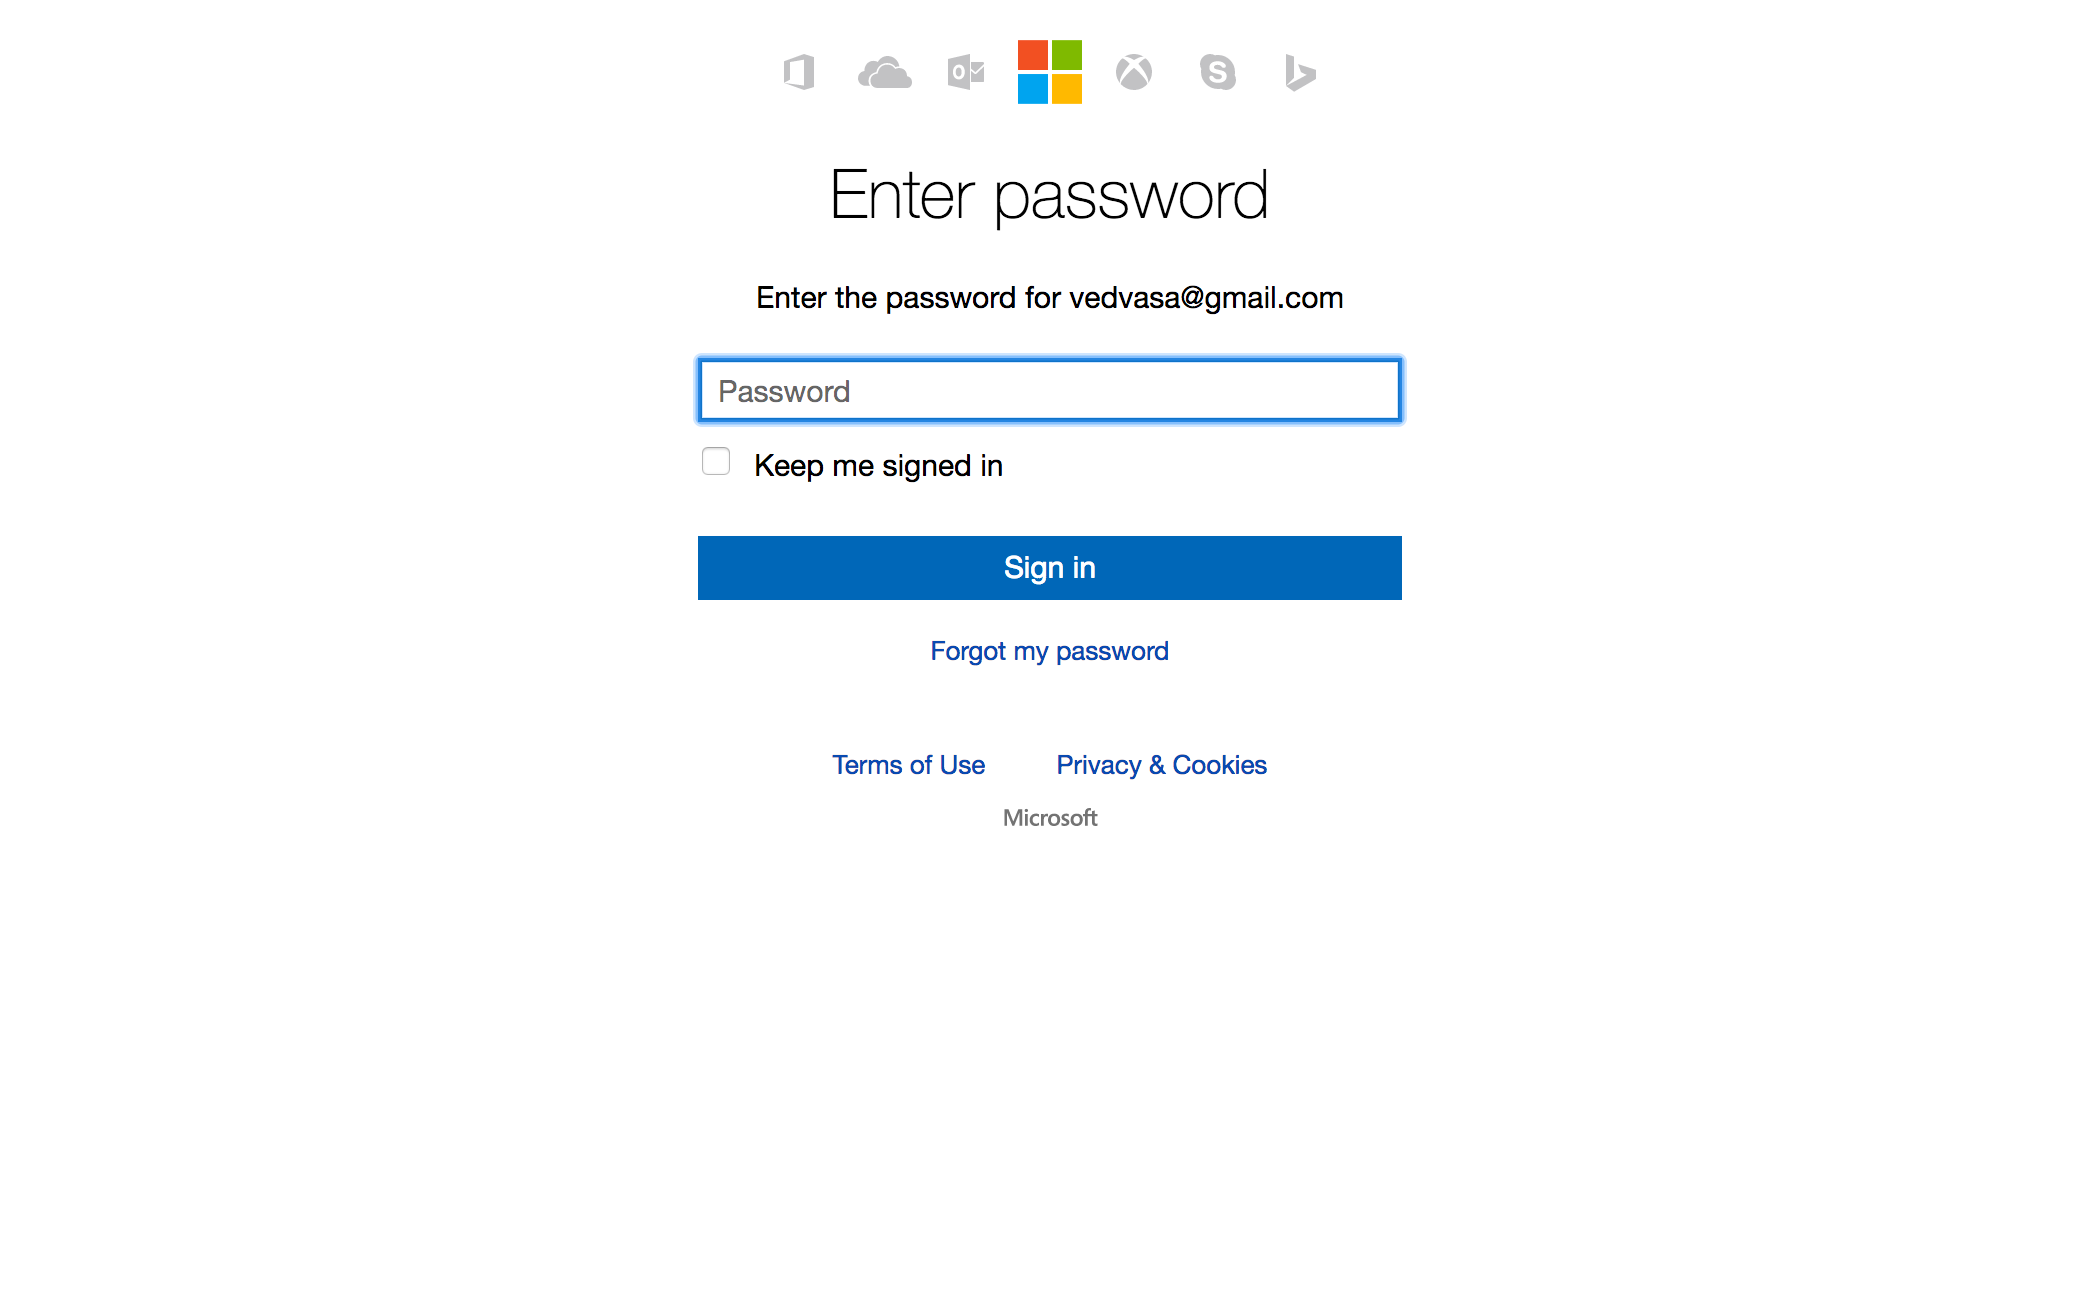 Enter password
Enter the password for vedvasa@gmail.com
Password
Keep me signed in
Sign in
Forgot my password
Terms of Use Privacy & Cookies
Microsoft